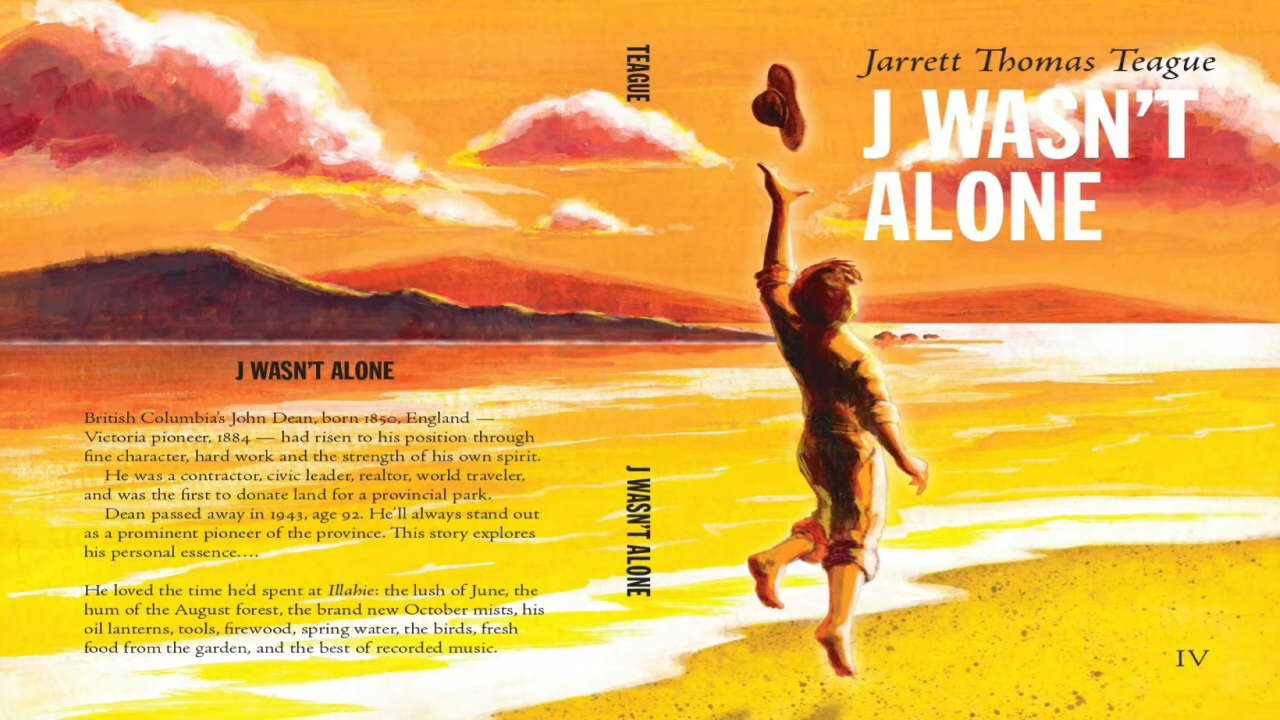 J WASN'T ALONE
British Columbia's John Dean, born 1850, England —
Victoria pioneer, 1884 — had risen to his position through
fine character, hard work and the strength of his own spirit.
He was a contractor, civic leader, realtor, world traveler,
and was the first to donate land for a provincial park.
Dean passed away in 1943, age 92. He'll always stand out
as a prominent pioneer of the province. This story explores
his personal essence....
He loved the time he'd spent at Illahie: the lush of June, the
hum of the August forest, the brand new October mists, his
oil lanterns, tools, firewood, spring water, the birds, fresh
food from the garden, and the best of recorded music.
TEAGUE
J WASN'T ALONE
Jarrett Thomas Teague
J WASN'T
ALONE
IV